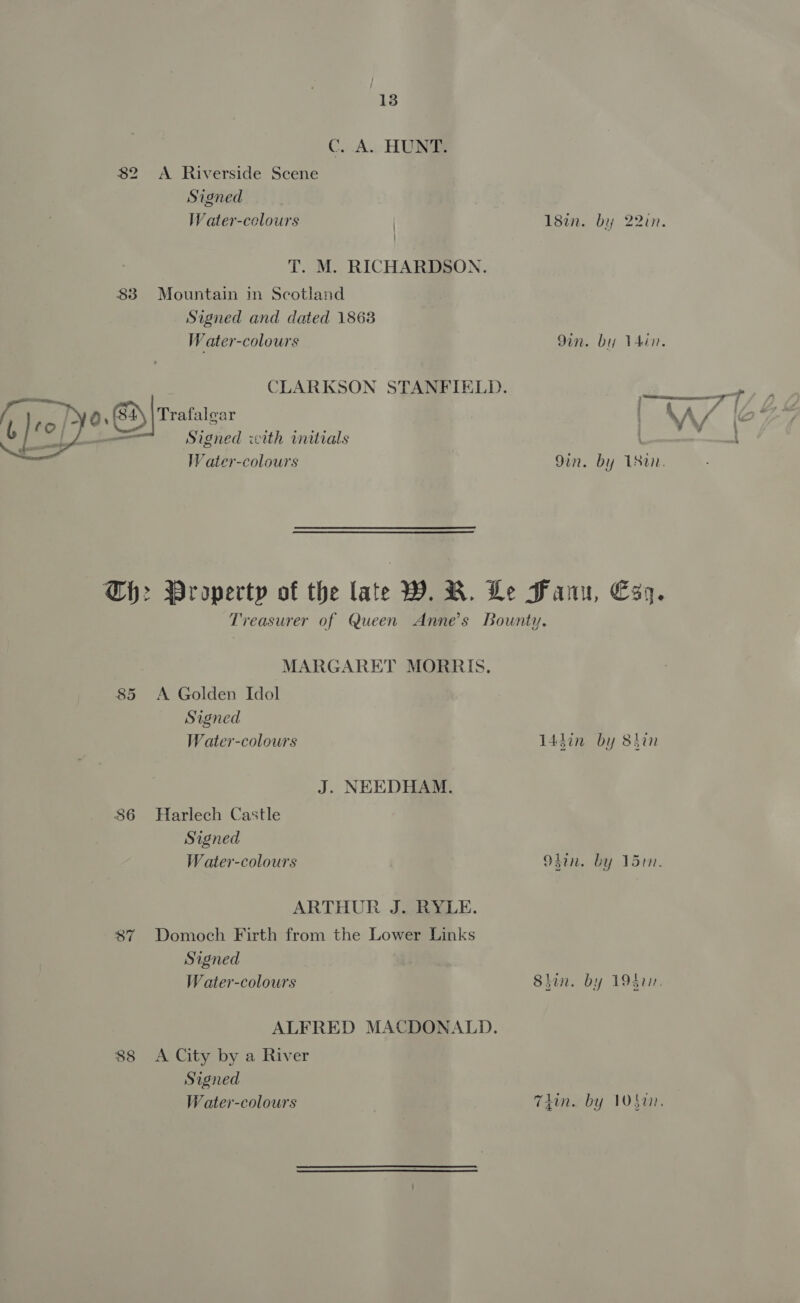 13
C. A. HUNT.
82 A Riverside Scene
Signed
Water-colours 18in. by 22in.
T. M. RICHARDSON.
83 Mountain in Scotland
Signed and dated 1863
Water-colours 9in. by 14in.
CLARKSON STANFIELD.
84 Trafalgar
Signed with initials
Water-colours 9in. by 18in.
The Property of the late W. R. Le Fanu, Esq.
Treasurer of Queen Anne's Bounty.
MARGARET MORRIS.
85 A Golden Idol
Signed
Water-colours 14½in by 8½in
J. NEEDHAM.
86 Harlech Castle
Signed
Water-colours 9½in. by 15in.
ARTHUR J. RYLE.
87 Domoch Firth from the Lower Links
Signed
Water-colours 8½in. by 19½in.
ALFRED MACDONALD.
88 A City by a River
Signed
Water-colours 7½in. by 10½in.